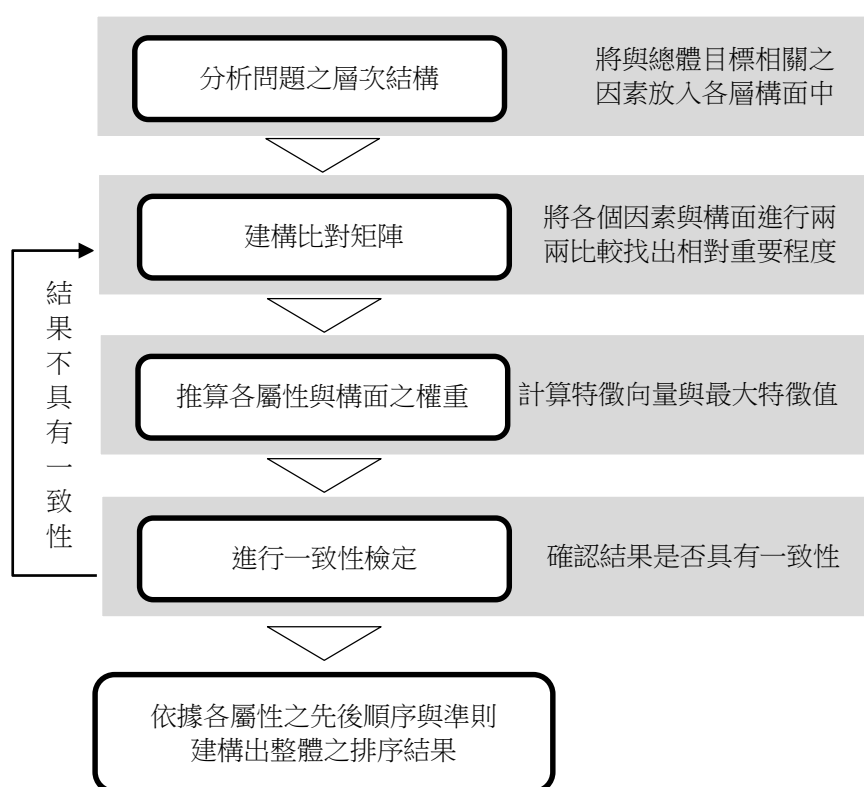 分析問題之層次結構
將與總體目標相關之
因素放入各層構面中
建構比對矩陣
將各個因素與構面進行兩
兩比較找出相對重要程度
結果不具有一致性
推算各屬性與構面之權重
計算特徵向量與最大特徵值
進行一致性檢定
確認結果是否具有一致性
依據各屬性之先後順序與準則
建構出整體之排序結果